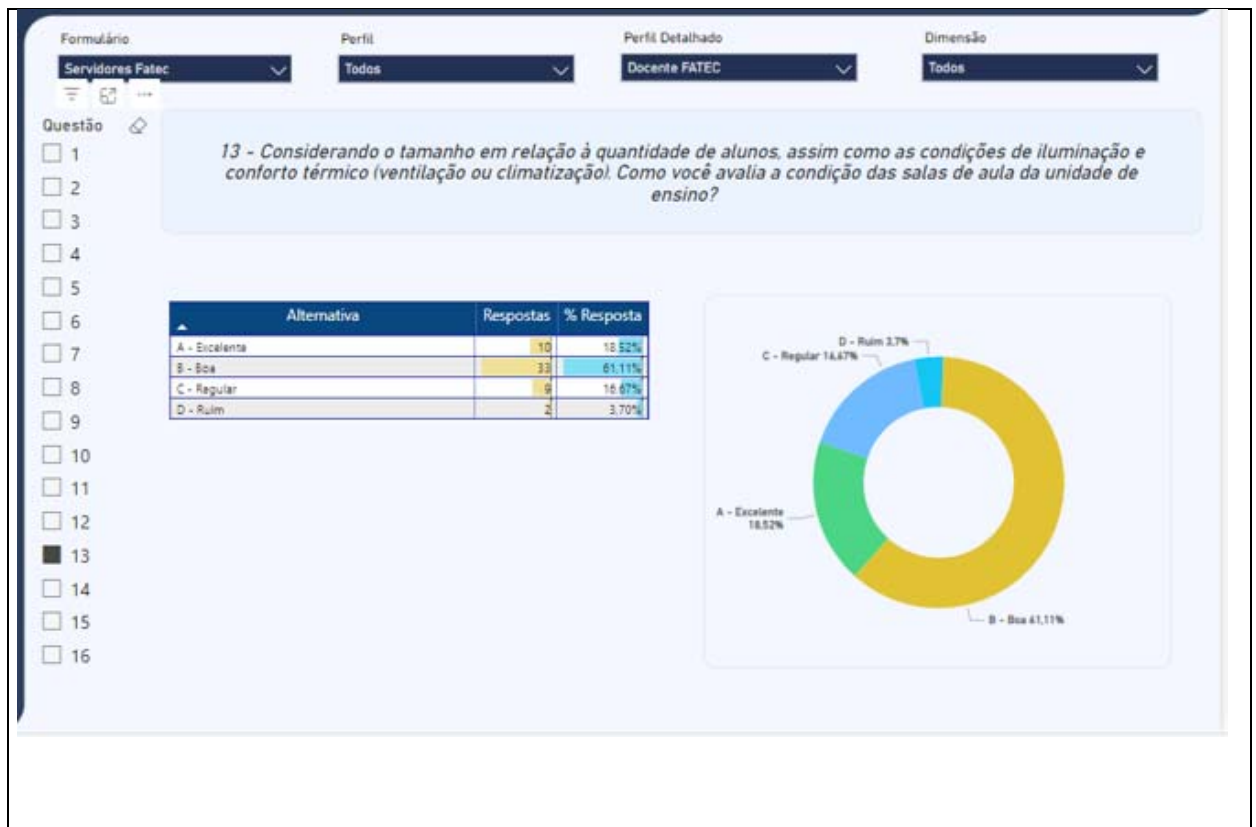 Formulário
Perfil
Perfil Detalhado
Dimensão
Servidores Fatec
Todos
Docente FATEC
Todos
Questão
1
2
3
4
5
6
7
8
9
10
11
12
13
14
15
16
13 - Considerando o tamanho em relação à quantidade de alunos, assim como as condições de iluminação e
conforto térmico (ventilação ou climatização). Como você avalia a condição das salas de aula da unidade de
ensino?
Alternativa Respostas % Resposta
A - Excelente 10 18,52%
B - Boa 33 61,11%
C - Regular 9 16,67%
D - Ruim 2 3,70%
D - Ruim 3,7%
C - Regular 16,67%
A - Excelente
18,52%
B - Boa 61,11%